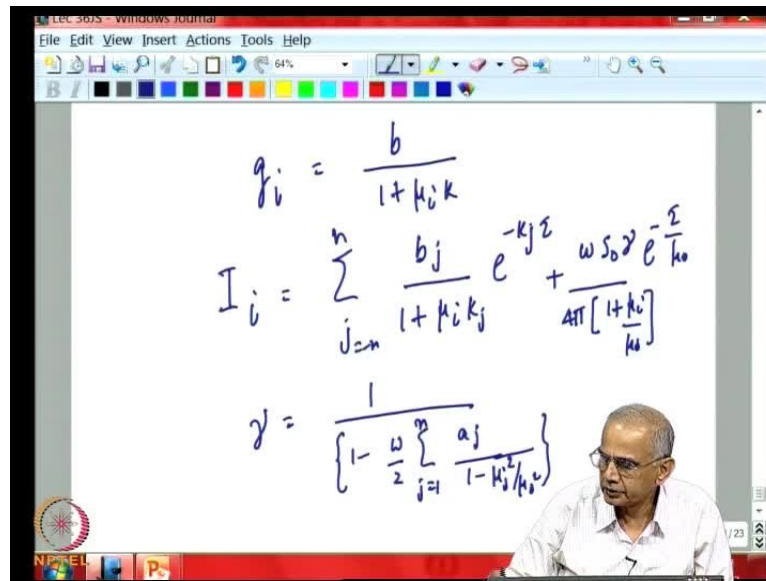 Lec 36JS - Windows Journal
File Edit View Insert Actions Tools Help
64%
B I
g_i = b / (1 + μ_i k)
I_i = Σ_{j=-n}^{n} b_j / (1 + μ_i k_j) e^{-k_j τ} + ω S_0 γ e^{-τ/μ_0} / (4π [1 + μ_i/μ_0])
γ = 1 / {1 - ω/2 Σ_{j=1}^{n} a_j / (1 - μ_j²/μ_0²)}
/ 23
NPTEL